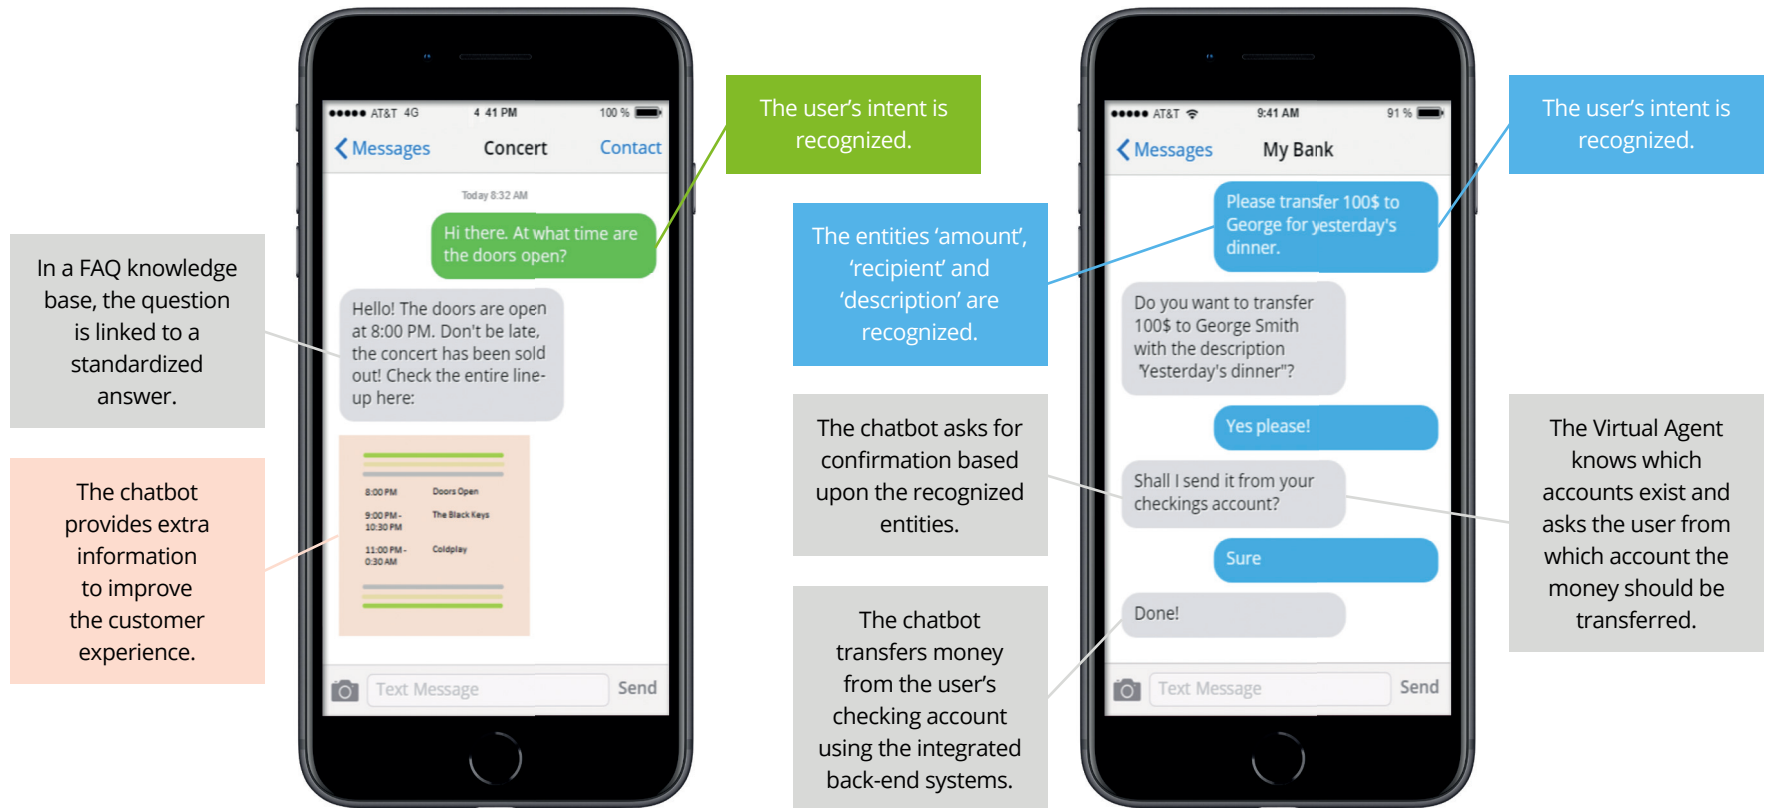 In a FAQ knowledge
base, the question
is linked to a
standardized
answer.
The chatbot
provides extra
information
to improve
the customer
experience.
AT&T 4G
4 41 PM
100 %
Messages
Concert
Contact
Today 8:32 AM
Hi there. At what time are
the doors open?
Hello! The doors are open
at 8:00 PM. Don't be late,
the concert has been sold
out! Check the entire line-
up here:
8:00 PM Doors Open
9:00 PM - The Black Keys
10:30 PM
11:00 PM - Coldplay
0:30 AM
Text Message
Send
The user's intent is
recognized.
The entities ‘amount’,
‘recipient’ and
‘description’ are
recognized.
The chatbot asks for
confirmation based
upon the recognized
entities.
The chatbot
transfers money
from the user’s
checking account
using the integrated
back-end systems.
AT&T
9:41 AM
91 %
Messages
My Bank
Please transfer 100$ to
George for yesterday's
dinner.
Do you want to transfer
100$ to George Smith
with the description
"Yesterday's dinner"?
Yes please!
Shall I send it from your
checkings account?
Sure
Done!
Text Message
Send
The user’s intent is
recognized.
The Virtual Agent
knows which
accounts exist and
asks the user from
which account the
money should be
transferred.